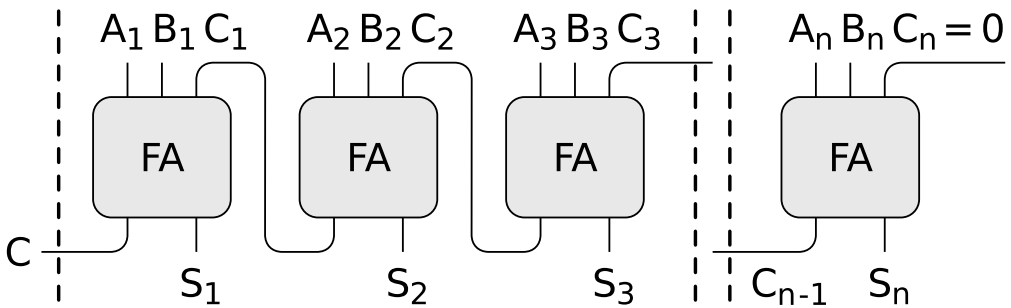 A₁ B₁ C₁ A₂ B₂ C₂ A₃ B₃ C₃ Aₙ Bₙ Cₙ = 0
FA FA FA FA
C
S₁ S₂ S₃ Cₙ₋₁ Sₙ